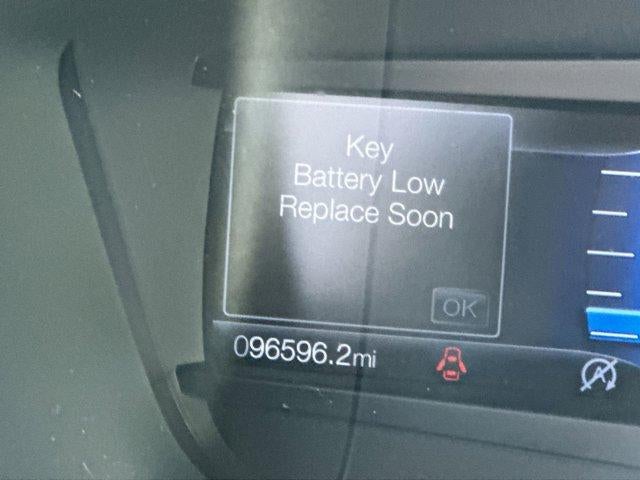 Key
Battery Low
Replace Soon
OK
096596.2mi